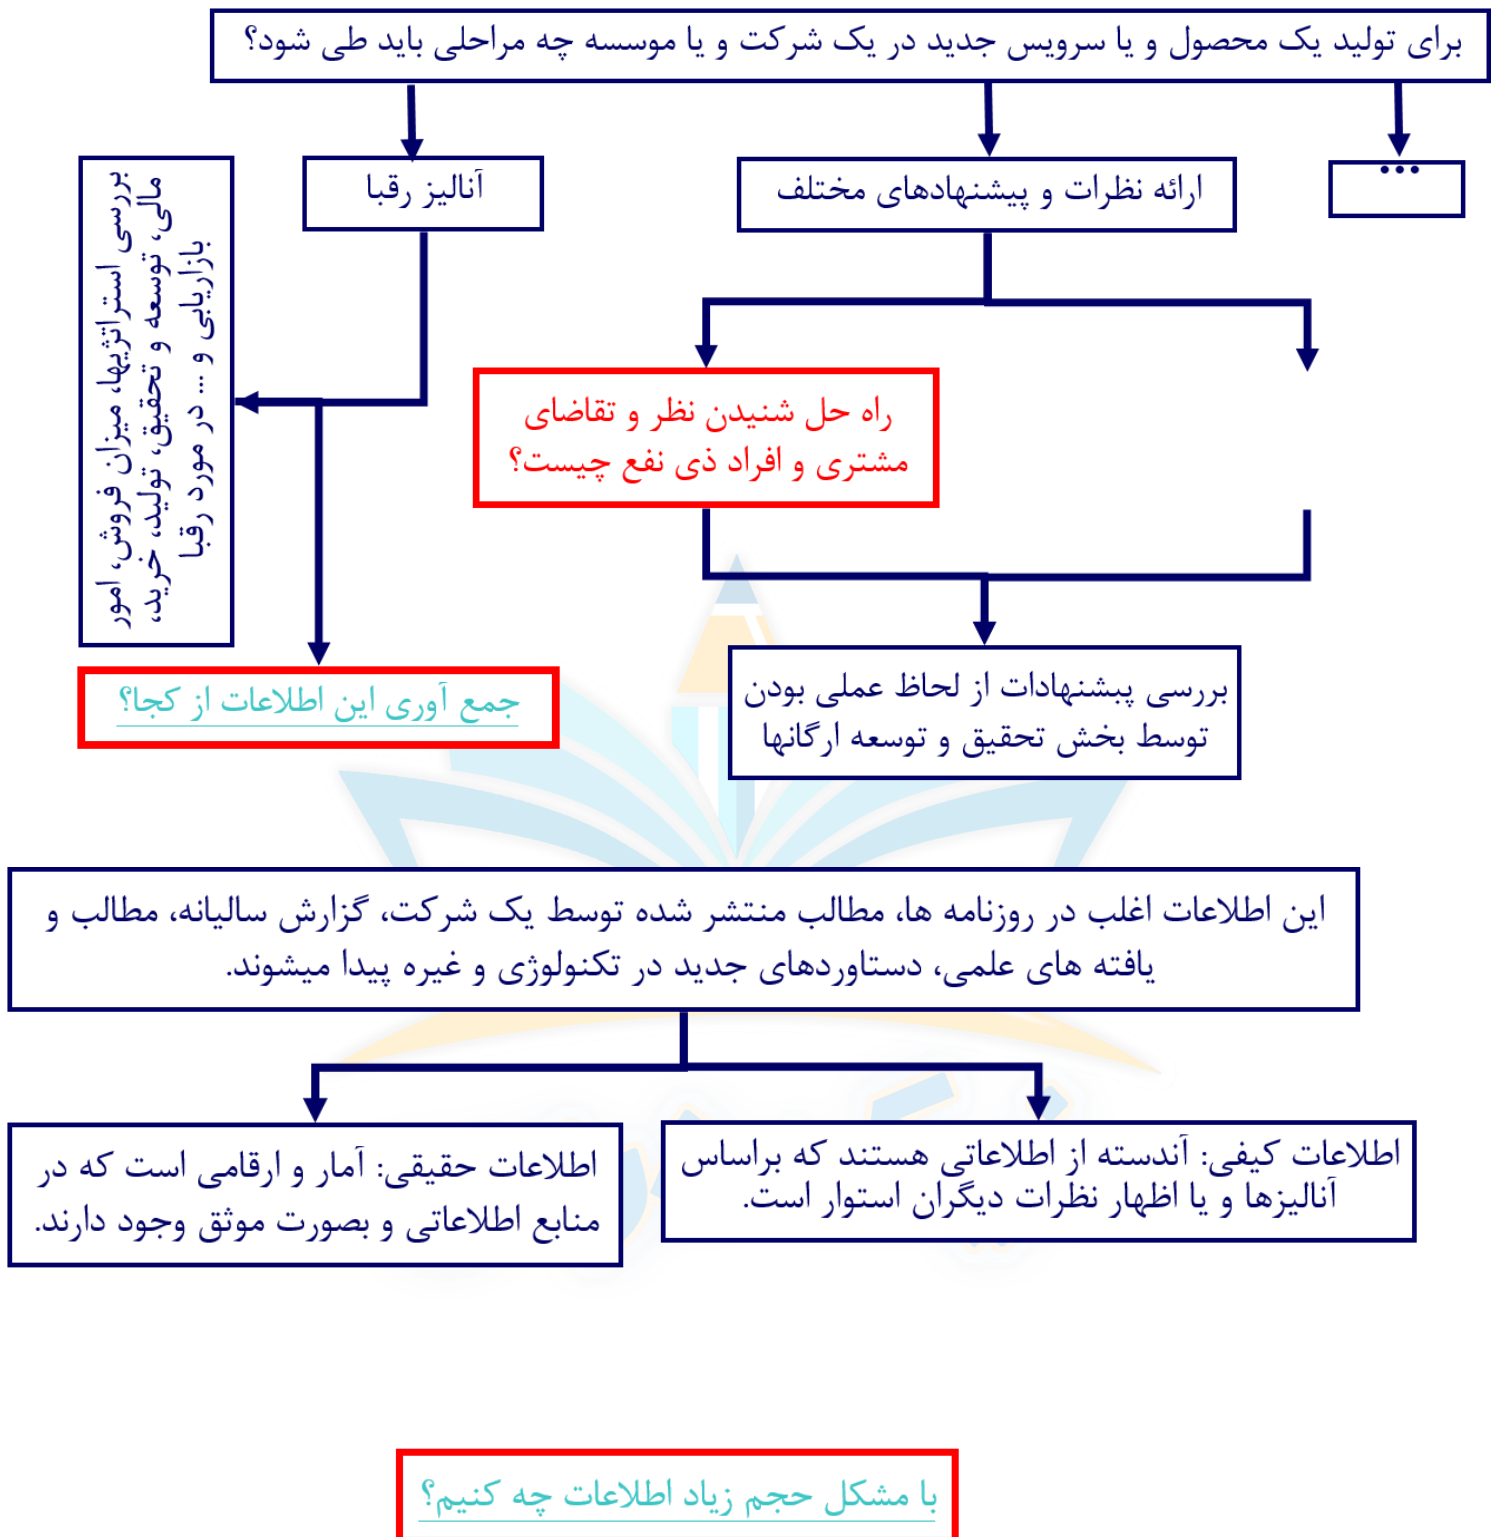 برای تولید یک محصول و یا سرویس جدید در یک شرکت و یا موسسه چه مراحلی باید طی شود؟
...
ارائه نظرات و پیشنهادهای مختلف
آنالیز رقبا
بررسی استراتژیها، میزان فروش، امور
مالی، توسعه و تحقیق، تولید، خرید،
بازاریابی و ... در مورد رقبا
راه حل شنیدن نظر و تقاضای
مشتری و افراد ذی نفع چیست؟
بررسی پیشنهادات از لحاظ عملی بودن
توسط بخش تحقیق و توسعه ارگانها
جمع آوری این اطلاعات از کجا؟
این اطلاعات اغلب در روزنامه ها، مطالب منتشر شده توسط یک شرکت، گزارش سالیانه، مطالب و
یافته های علمی، دستاوردهای جدید در تکنولوژی و غیره پیدا میشوند.
اطلاعات کیفی: آندسته از اطلاعاتی هستند که براساس
آنالیزها و یا اظهار نظرات دیگران استوار است.
اطلاعات حقیقی: آمار و ارقامی است که در
منابع اطلاعاتی و بصورت موثق وجود دارند.
با مشکل حجم زیاد اطلاعات چه کنیم؟